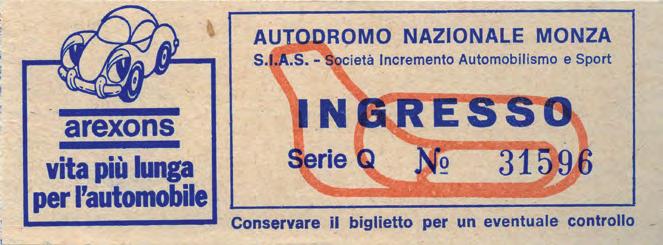 arexons
vita più lunga
per l'automobile
AUTODROMO NAZIONALE MONZA
S.I.A.S. - Società Incremento Automobilismo e Sport
INGRESSO
Serie Q № 31596
Conservare il biglietto per un eventuale controllo